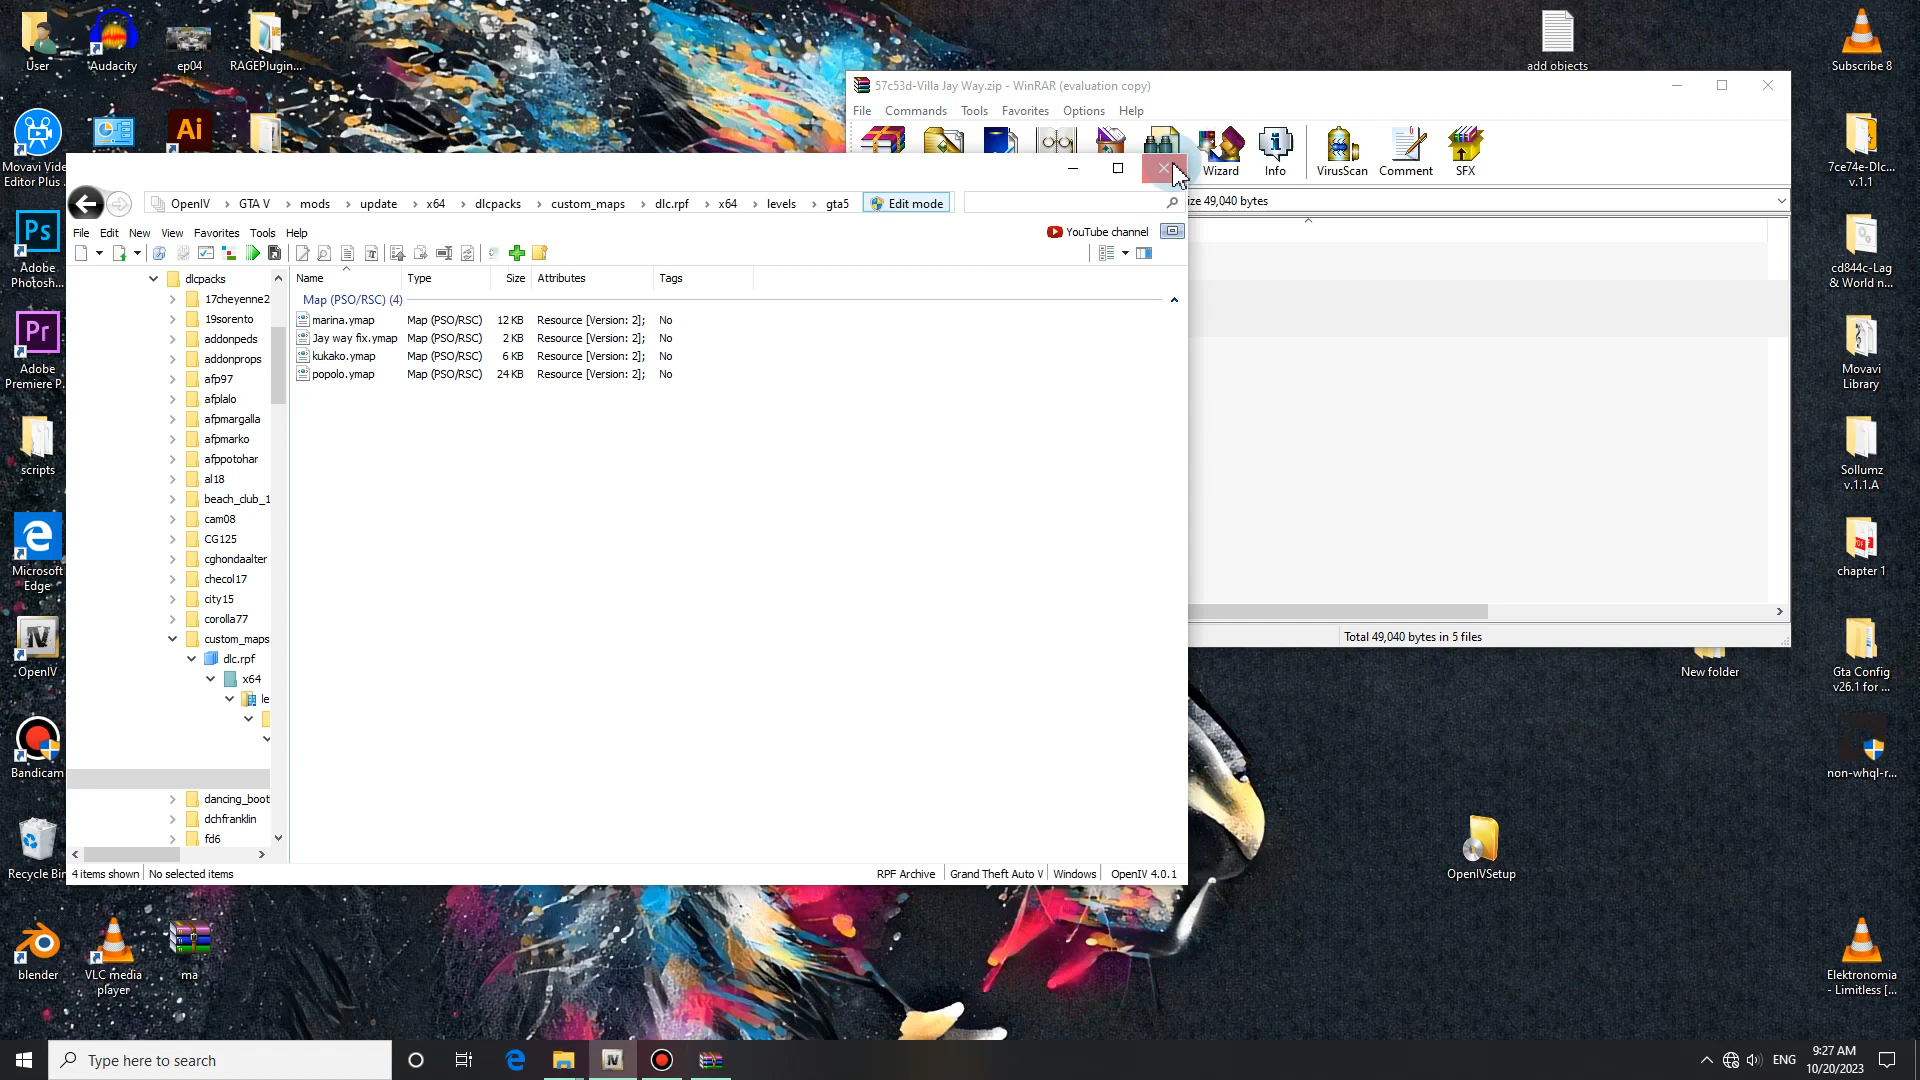 User
Audacity
ep04
RAGEPlugin...
add objects
Subscribe 8
Movavi Vide
Editor Plus .
Ai
7ce74e-Dlc...
v.1.1
Adobe
Photosh...
cd844c-Lag
& World n...
Adobe
Premiere P.
Movavi
Library
scripts
Sollumz
v.1.1.A
Microsoft
Edge
chapter 1
OpenIV
New folder
Gta Config
v26.1 for ...
Bandicam
non-whql-r...
Recycle Bin
OpenIVSetup
blender
VLC media
player
ma
Elektronomia
- Limitless [...
57c53d-Villa Jay Way.zip - WinRAR (evaluation copy)
File Commands Tools Favorites Options Help
Wizard Info VirusScan Comment SFX
ize 49,040 bytes
Total 49,040 bytes in 5 files
OpenIV GTA V mods update x64 dlcpacks custom_maps dlc.rpf x64 levels gta5 Edit mode
File Edit New View Favorites Tools Help
YouTube channel
dlcpacks
17cheyenne2
19sorento
addonpeds
addonprops
afp97
afplalo
afpmargalla
afpmarko
afppotohar
al18
beach_club_1
cam08
CG125
cghondaalter
checol17
city15
corolla77
custom_maps
dlc.rpf
x64
le
dancing_boot
dchfranklin
fd6
Name Type Size Attributes Tags
Map (PSO/RSC) (4)
marina.ymap Map (PSO/RSC) 12 KB Resource [Version: 2]; No
Jay way fix.ymap Map (PSO/RSC) 2 KB Resource [Version: 2]; No
kukako.ymap Map (PSO/RSC) 6 KB Resource [Version: 2]; No
popolo.ymap Map (PSO/RSC) 24 KB Resource [Version: 2]; No
4 items shown No selected items
RPF Archive Grand Theft Auto V Windows OpenIV 4.0.1
Type here to search
ENG
9:27 AM
10/20/2023